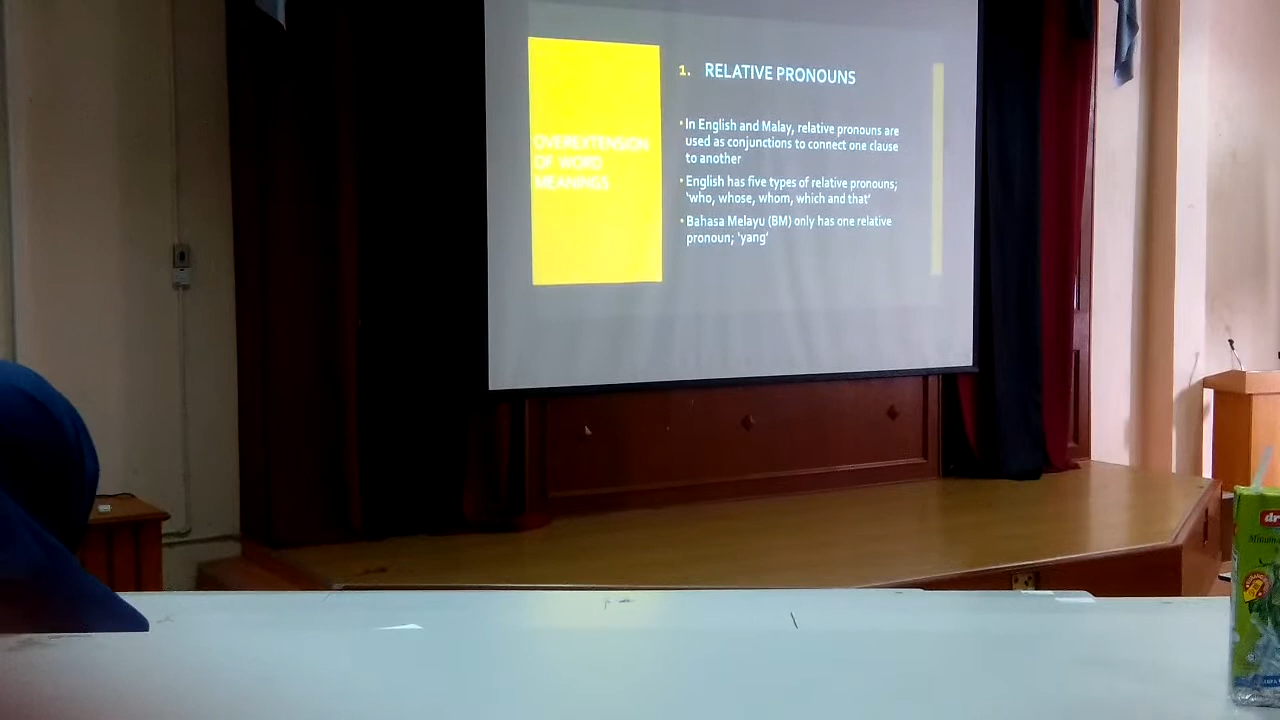 OVEREXTENSION
OF WORD
MEANINGS
1. RELATIVE PRONOUNS
• In English and Malay, relative pronouns are
used as conjunctions to connect one clause
to another
• English has five types of relative pronouns;
‘who, whose, whom, which and that’
• Bahasa Melayu (BM) only has one relative
pronoun; ‘yang’